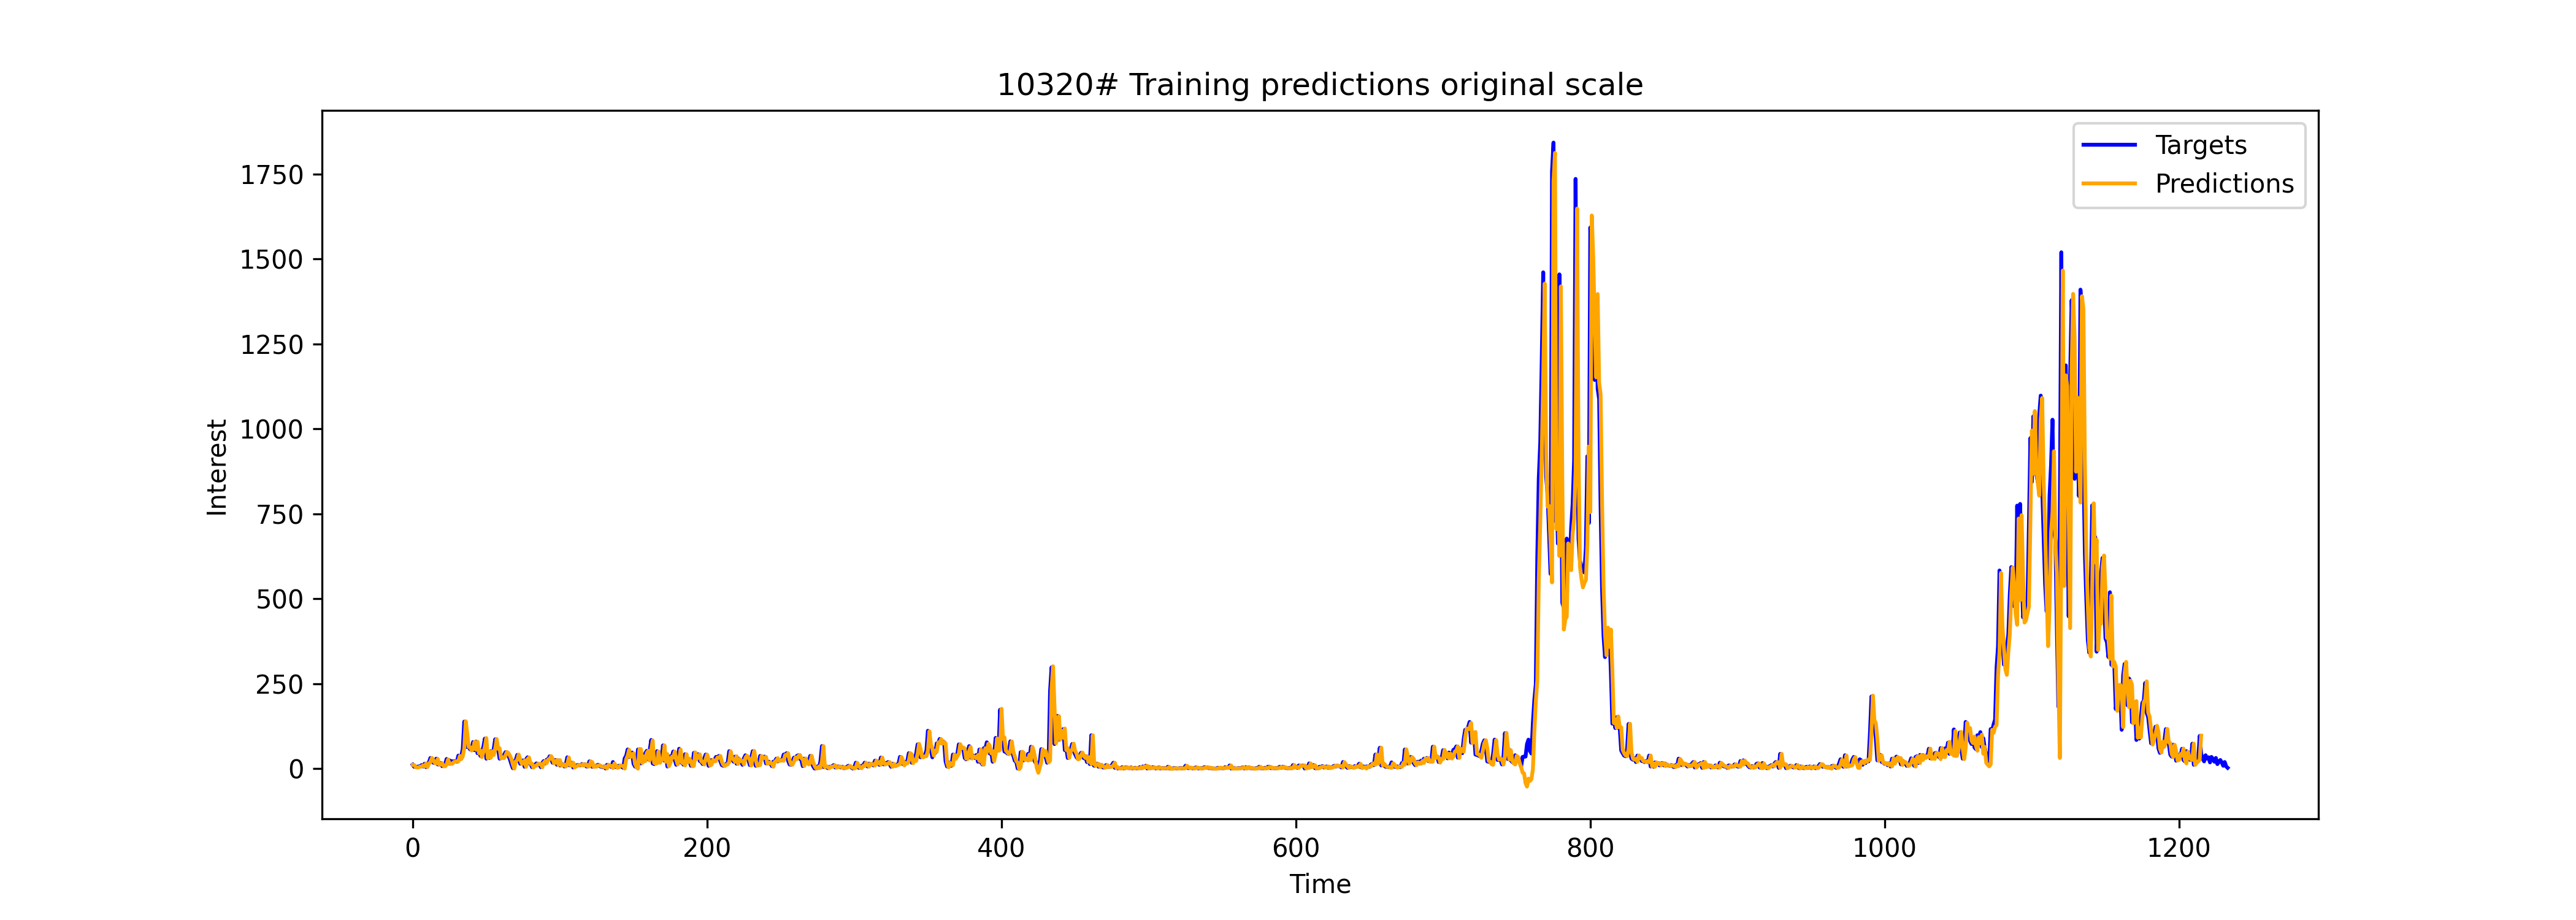 10320# Training predictions original scale
Targets
Predictions
Interest
1750
1500
1250
1000
750
500
250
0
0 200 400 600 800 1000 1200
Time